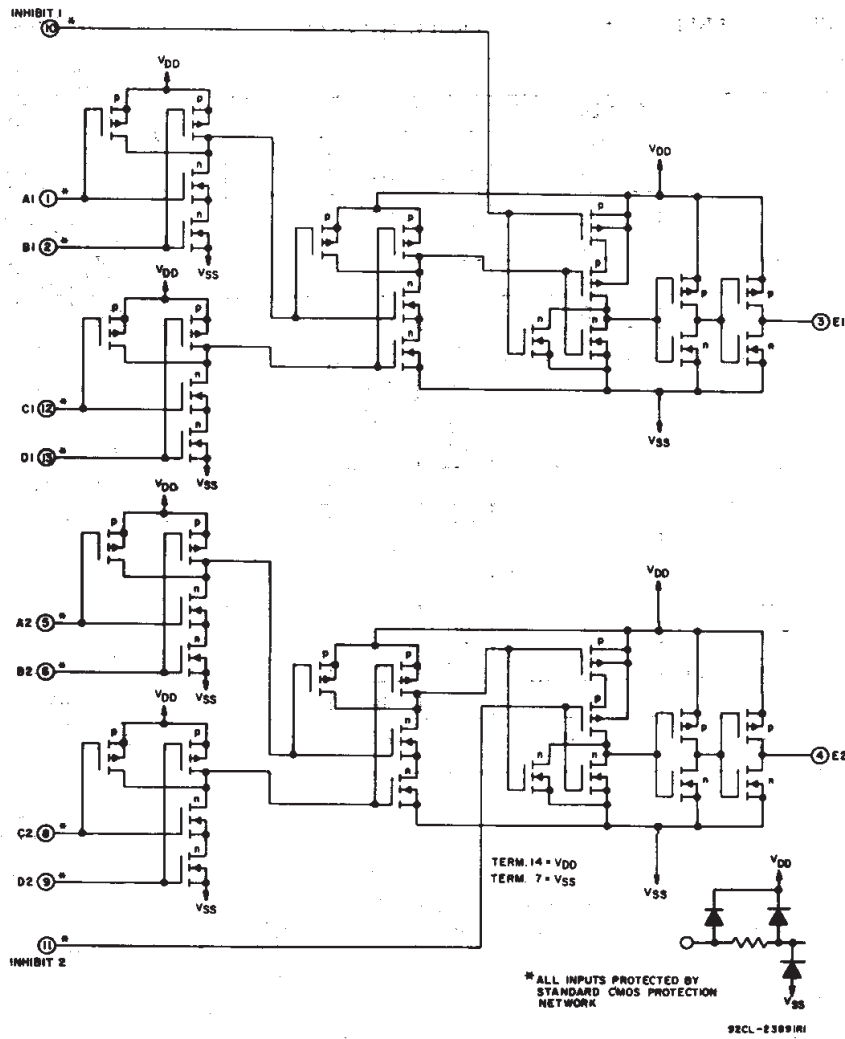 INHIBIT 1
10 *
VDD
p
p
n
A1 1 *
n
B1 2 *
VSS
VDD
p
p
n
C1 12 *
n
D1 13 *
VSS
VDD
p
p
n
n
p
p
n
n
p
p
n
n
3 E1
VSS
VDD
p
p
n
A2 5 *
n
B2 6 *
VSS
VDD
p
p
n
C2 8 *
n
D2 9 *
VSS
VDD
p
p
n
n
p
p
n
n
p
p
n
n
4 E2
VSS
TERM. 14 = VDD
TERM. 7 = VSS
11 *
INHIBIT 2
VDD
VSS
* ALL INPUTS PROTECTED BY
STANDARD CMOS PROTECTION
NETWORK
92CL-23891R1